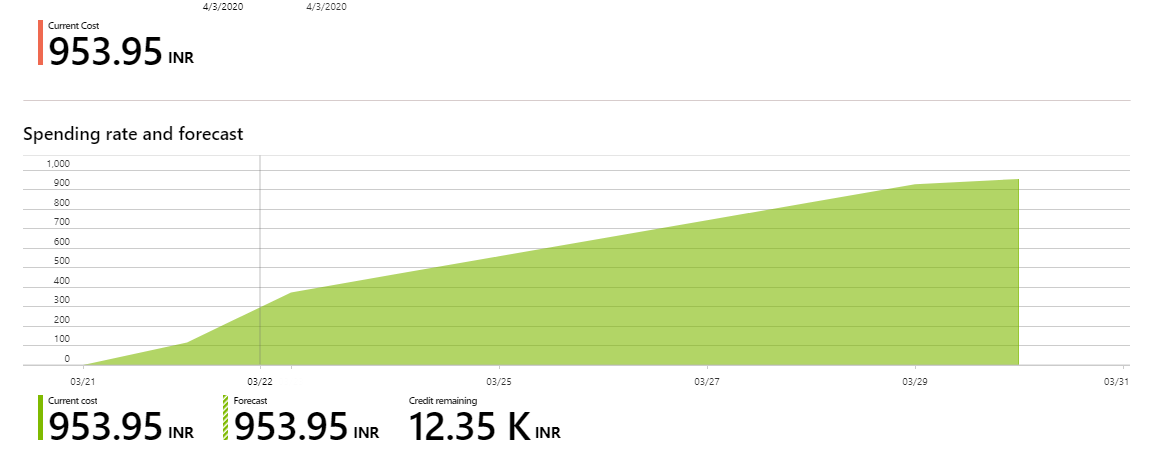 4/3/2020 4/3/2020
Current Cost
953.95 INR
Spending rate and forecast
1,000
900
800
700
600
500
400
300
200
100
0
03/21 03/22 03/25 03/27 03/29 03/31
Current cost Forecast Credit remaining
953.95 INR 953.95 INR 12.35 K INR